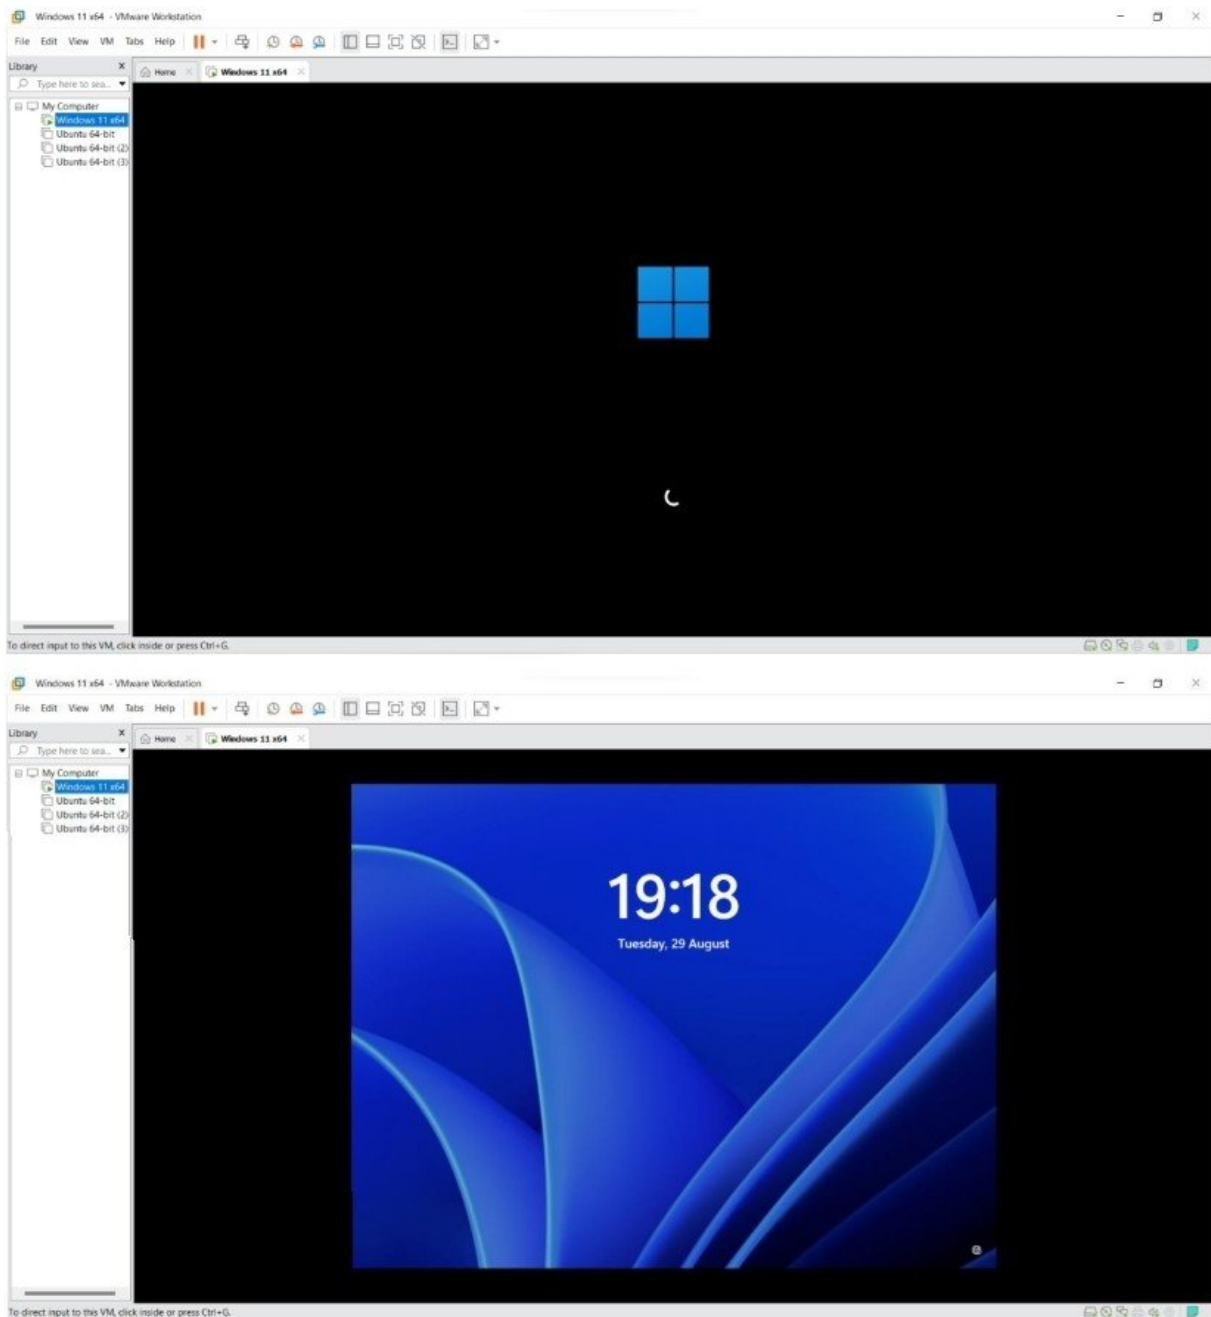 Windows 11 x64 - VMware Workstation
File Edit View VM Tabs Help
Library X
Home
Windows 11 x64
Type here to sea...
My Computer
Windows 11 x64
Ubuntu 64-bit
Ubuntu 64-bit (2)
Ubuntu 64-bit (3)
To direct input to this VM, click inside or press Ctrl+G.
Windows 11 x64 - VMware Workstation
File Edit View VM Tabs Help
Library X
Home
Windows 11 x64
Type here to sea...
My Computer
Windows 11 x64
Ubuntu 64-bit
Ubuntu 64-bit (2)
Ubuntu 64-bit (3)
19:18
Tuesday, 29 August
To direct input to this VM, click inside or press Ctrl+G.